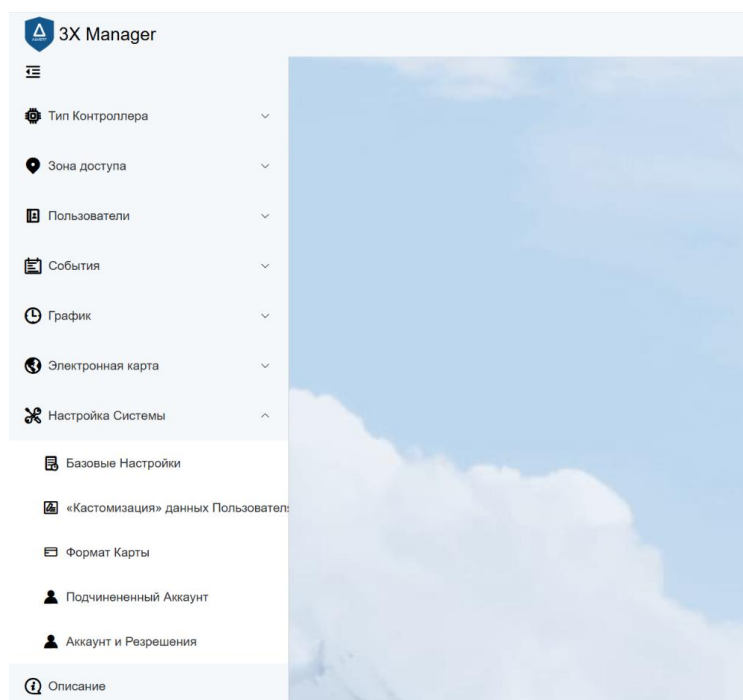 3X Manager
Тип Контроллера
Зона доступа
Пользователи
События
График
Электронная карта
Настройка Системы
Базовые Настройки
«Кастомизация» данных Пользователя
Формат Карты
Подчинененный Аккаунт
Аккаунт и Резрешения
Описание